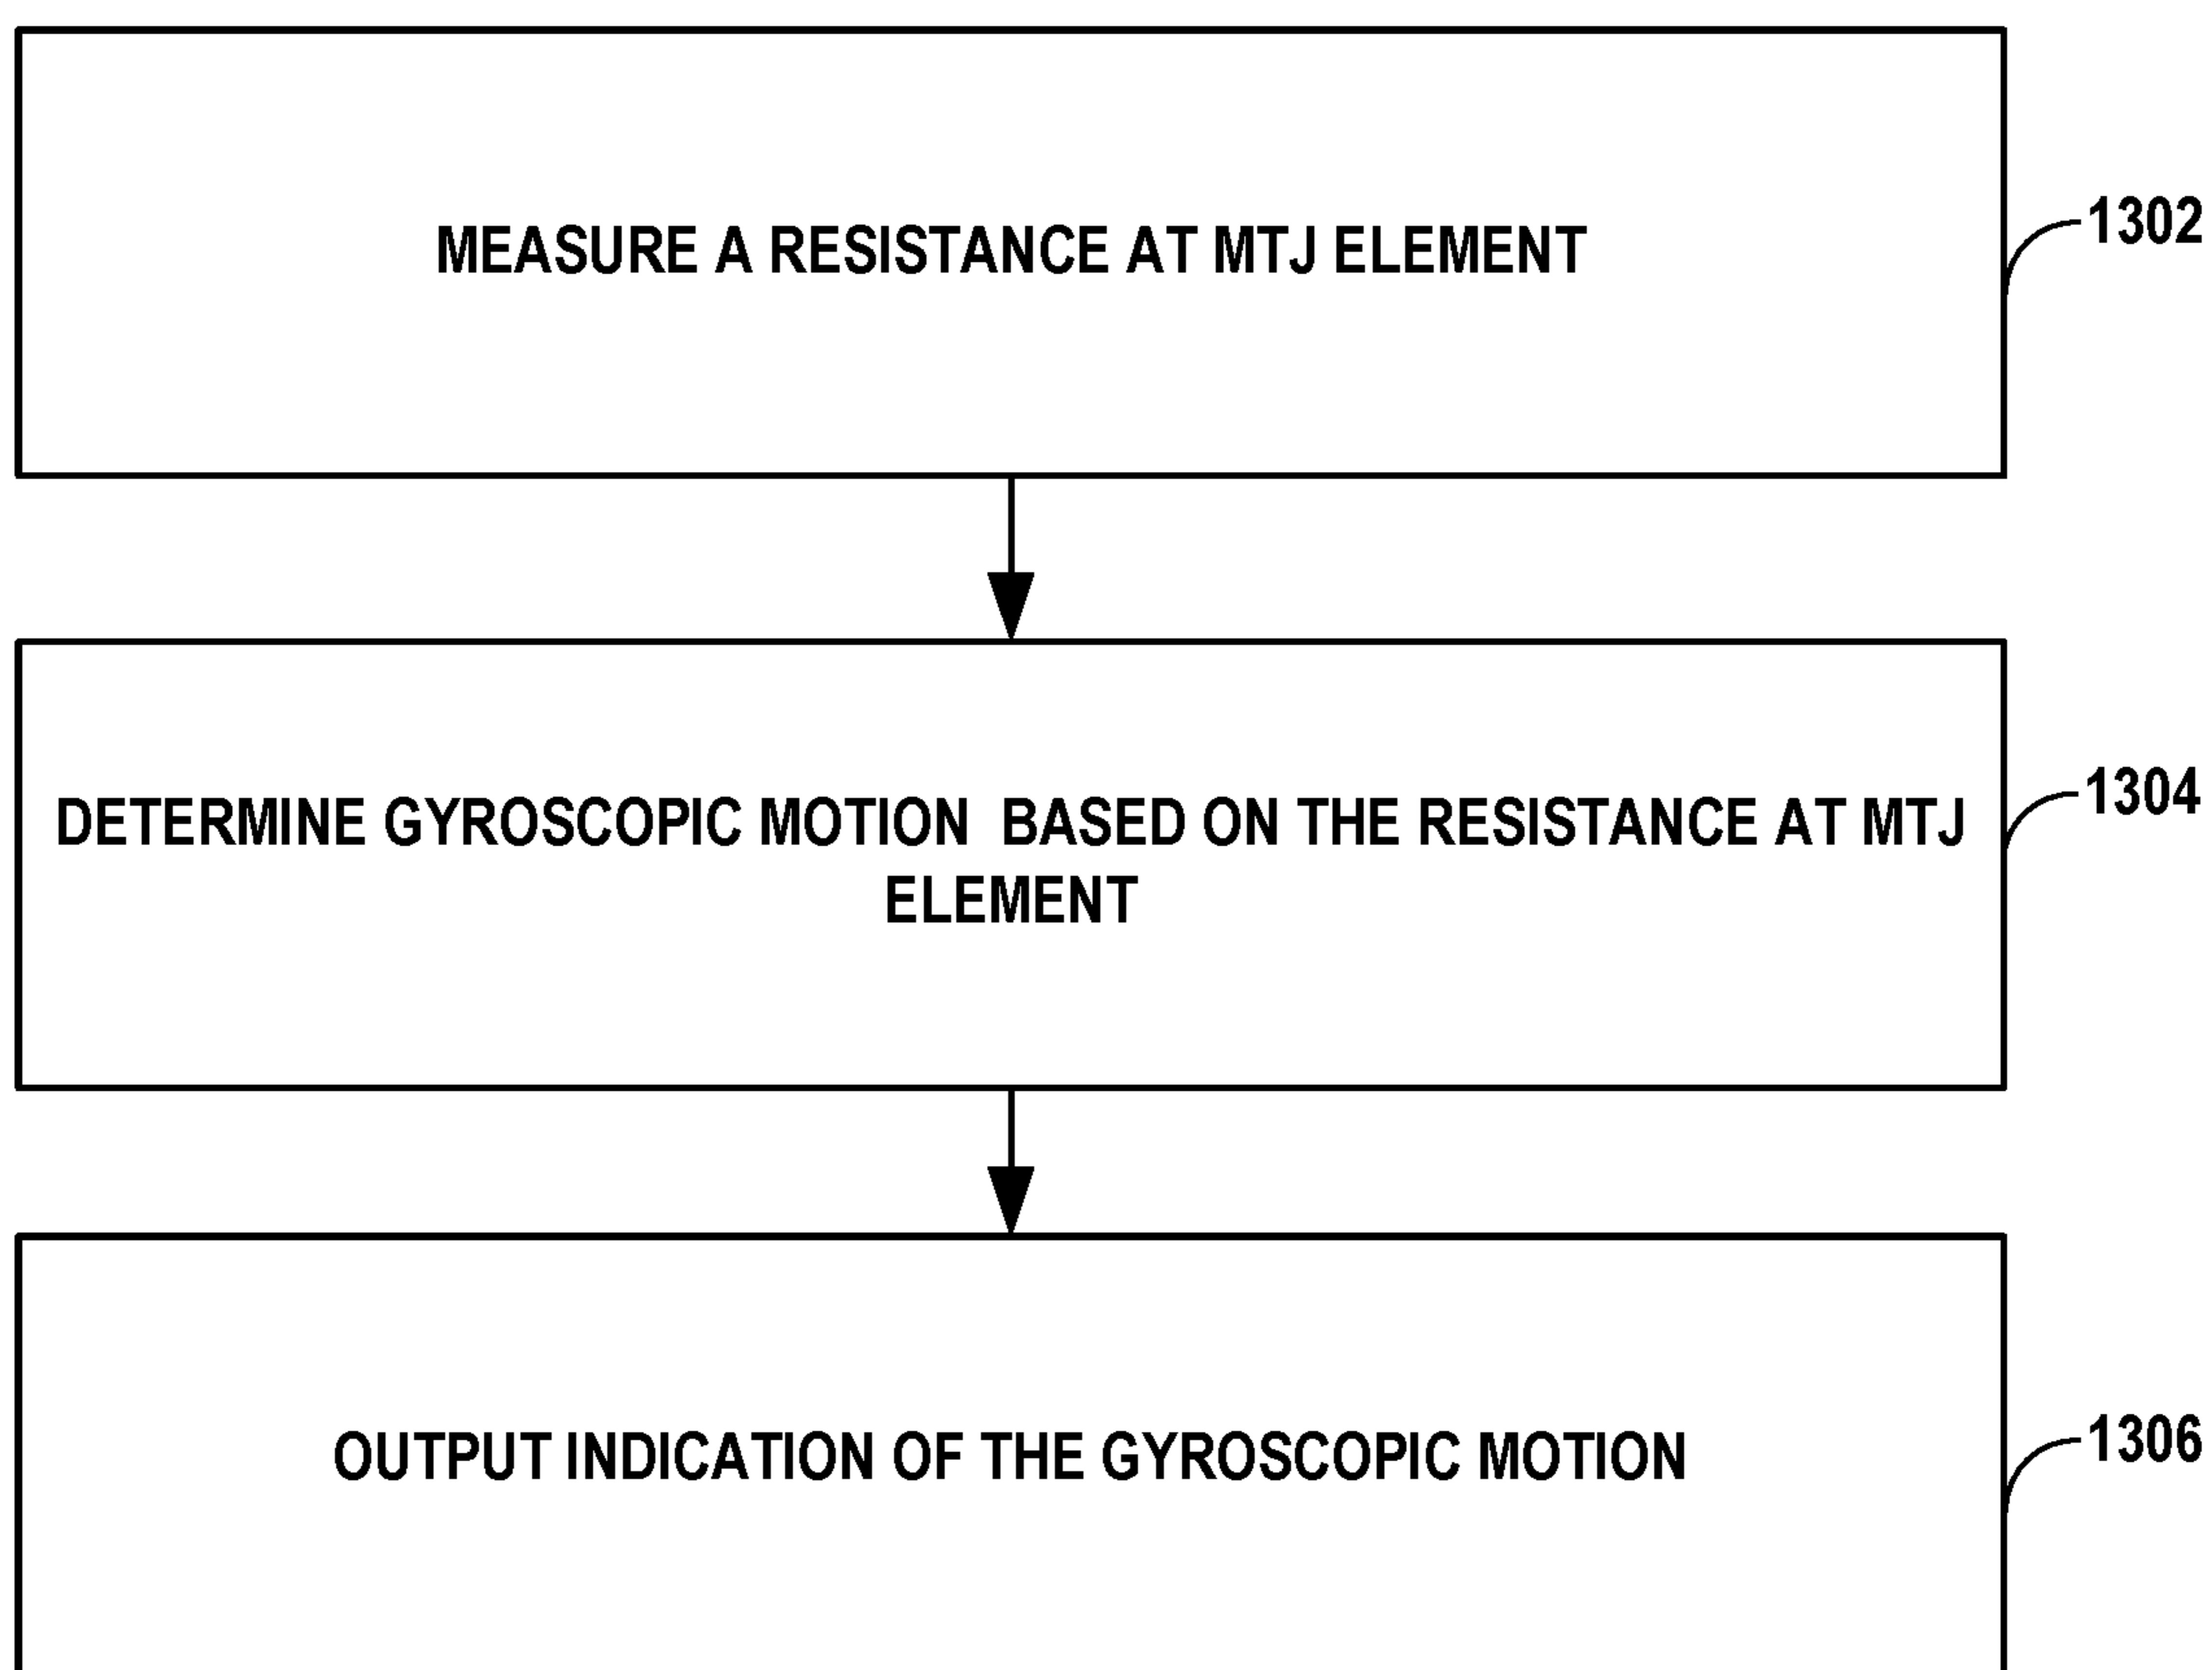 MEASURE A RESISTANCE AT MTJ ELEMENT
1302
DETERMINE GYROSCOPIC MOTION BASED ON THE RESISTANCE AT MTJ
ELEMENT
1304
OUTPUT INDICATION OF THE GYROSCOPIC MOTION
1306